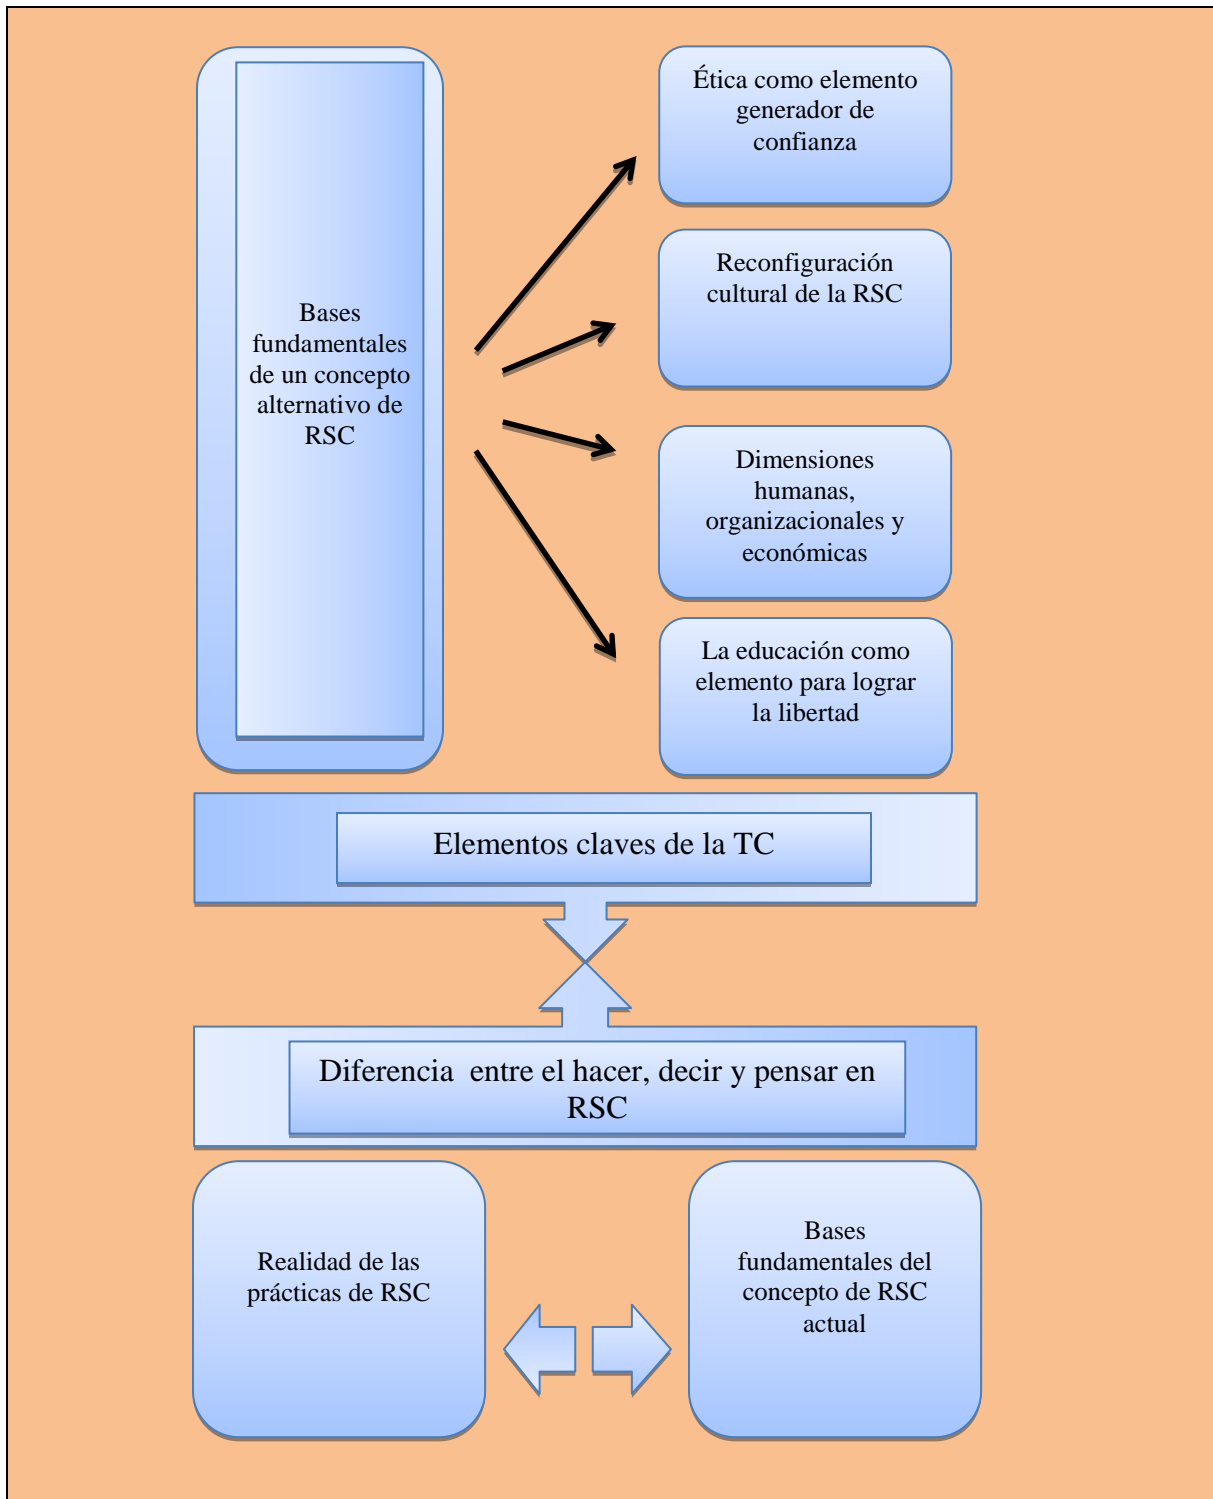 Bases
fundamentales
de un concepto
alternativo de
RSC
Ética como elemento
generador de
confianza
Reconfiguración
cultural de la RSC
Dimensiones
humanas,
organizacionales y
económicas
La educación como
elemento para lograr
la libertad
Elementos claves de la TC
Diferencia entre el hacer, decir y pensar en
RSC
Realidad de las
prácticas de RSC
Bases
fundamentales del
concepto de RSC
actual